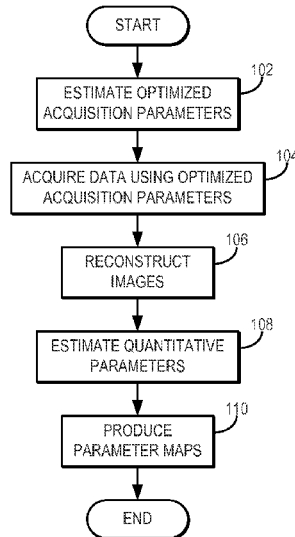 START
102
ESTIMATE OPTIMIZED
ACQUISITION PARAMETERS
104
ACQUIRE DATA USING OPTIMIZED
ACQUISITION PARAMETERS
106
RECONSTRUCT
IMAGES
108
ESTIMATE QUANTITATIVE
PARAMETERS
110
PRODUCE
PARAMETER MAPS
END